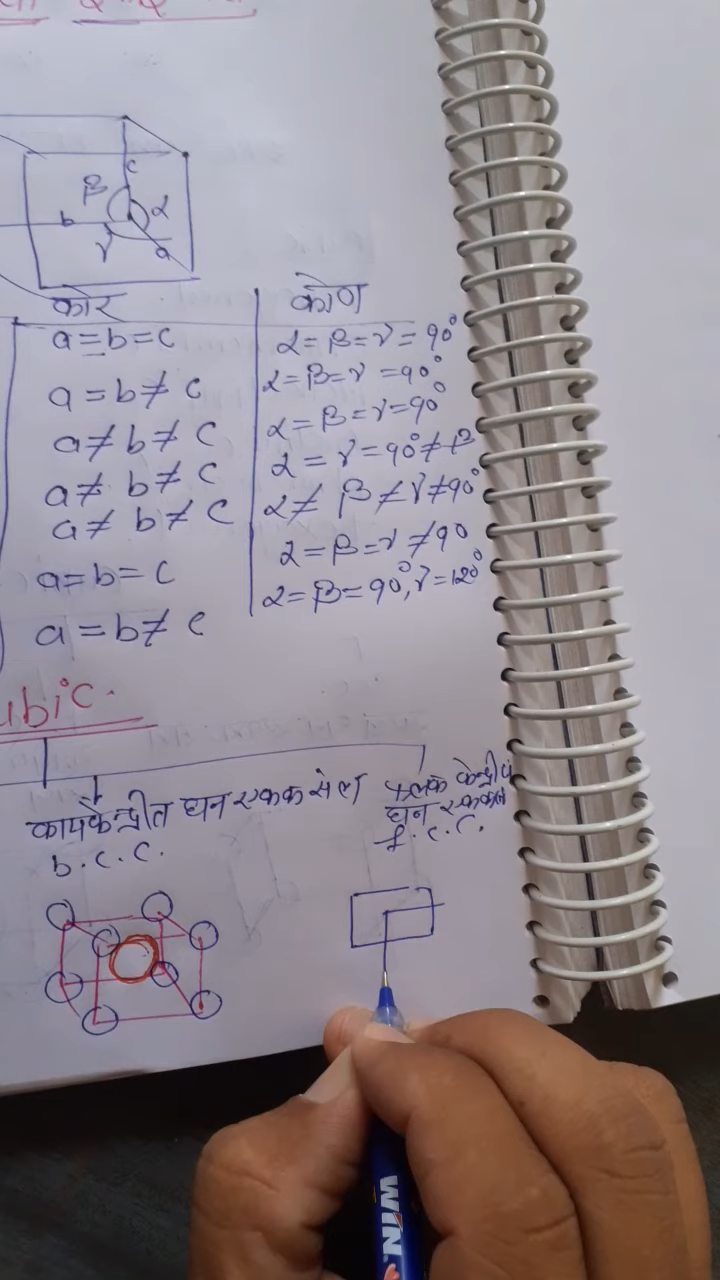 c
β α
b
γ a
कोर कोण
a=b=c α=β=γ=90°
a=b≠c α=β=γ=90°
a≠b≠c α=β=γ=90°
a≠b≠c α=γ=90°≠β
a≠b≠c α≠β≠γ≠90°
a=b=c α=β=γ≠90
a=b≠c α=β=90°,γ=120°
ubic.
कायकेन्द्रीत घन एकक सेल
b.c.c.
फलक केन्द्रीय
घन एकक
f.c.c.
WIN